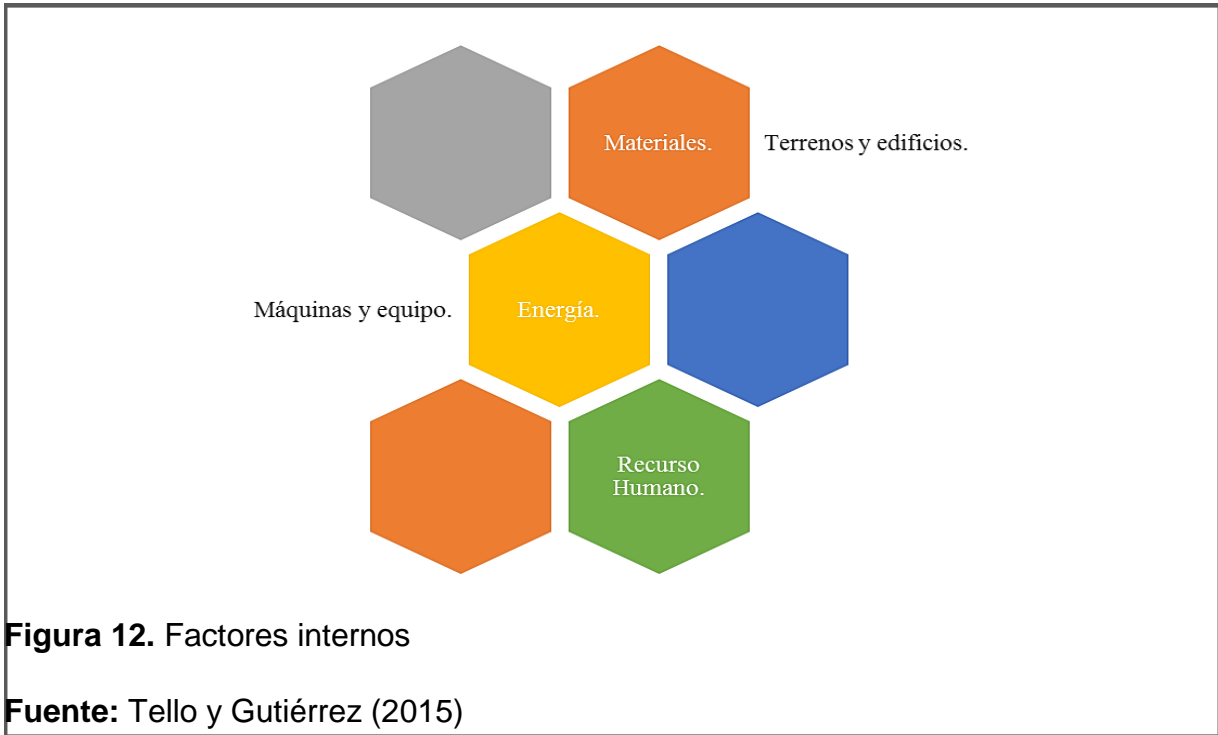 Materiales.
Terrenos y edificios.
Máquinas y equipo.
Energía.
Recurso
Humano.
Figura 12. Factores internos
Fuente: Tello y Gutiérrez (2015)